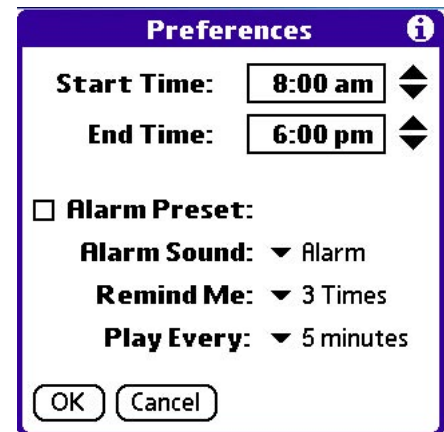 Preferences i
Start Time: 8:00 am
End Time: 6:00 pm
Alarm Preset:
Alarm Sound: Alarm
Remind Me: 3 Times
Play Every: 5 minutes
OK Cancel